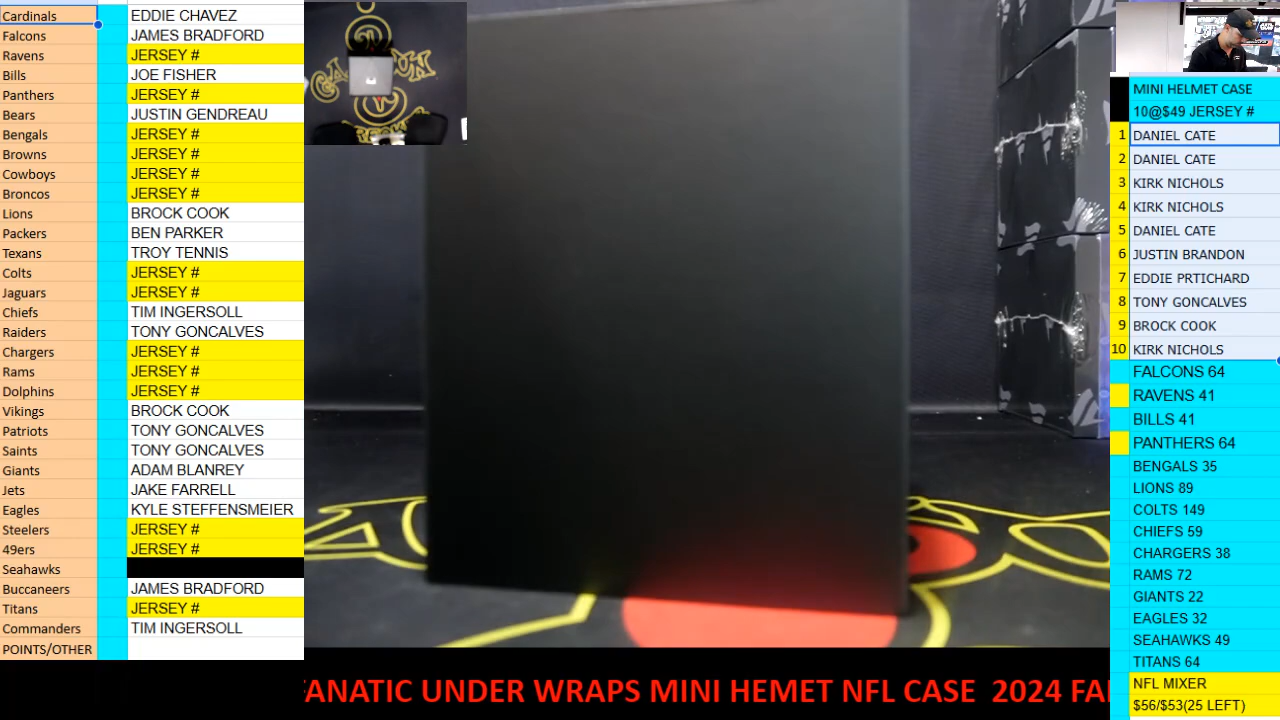 Cardinals EDDIE CHAVEZ
Falcons JAMES BRADFORD
Ravens JERSEY #
Bills JOE FISHER
Panthers JERSEY #
Bears JUSTIN GENDREAU
Bengals JERSEY #
Browns JERSEY #
Cowboys JERSEY #
Broncos JERSEY #
Lions BROCK COOK
Packers BEN PARKER
Texans TROY TENNIS
Colts JERSEY #
Jaguars JERSEY #
Chiefs TIM INGERSOLL
Raiders TONY GONCALVES
Chargers JERSEY #
Rams JERSEY #
Dolphins JERSEY #
Vikings BROCK COOK
Patriots TONY GONCALVES
Saints TONY GONCALVES
Giants ADAM BLANREY
Jets JAKE FARRELL
Eagles KYLE STEFFENSMEIER
Steelers JERSEY #
49ers JERSEY #
Seahawks
Buccaneers JAMES BRADFORD
Titans JERSEY #
Commanders TIM INGERSOLL
POINTS/OTHER
MINI HELMET CASE
10@$49 JERSEY #
1 DANIEL CATE
2 DANIEL CATE
3 KIRK NICHOLS
4 KIRK NICHOLS
5 DANIEL CATE
6 JUSTIN BRANDON
7 EDDIE PRTICHARD
8 TONY GONCALVES
9 BROCK COOK
10 KIRK NICHOLS
FALCONS 64
RAVENS 41
BILLS 41
PANTHERS 64
BENGALS 35
LIONS 89
COLTS 149
CHIEFS 59
CHARGERS 38
RAMS 72
GIANTS 22
EAGLES 32
SEAHAWKS 49
TITANS 64
NFL MIXER
$56/$53(25 LEFT)
FANATIC UNDER WRAPS MINI HEMET NFL CASE 2024 FA